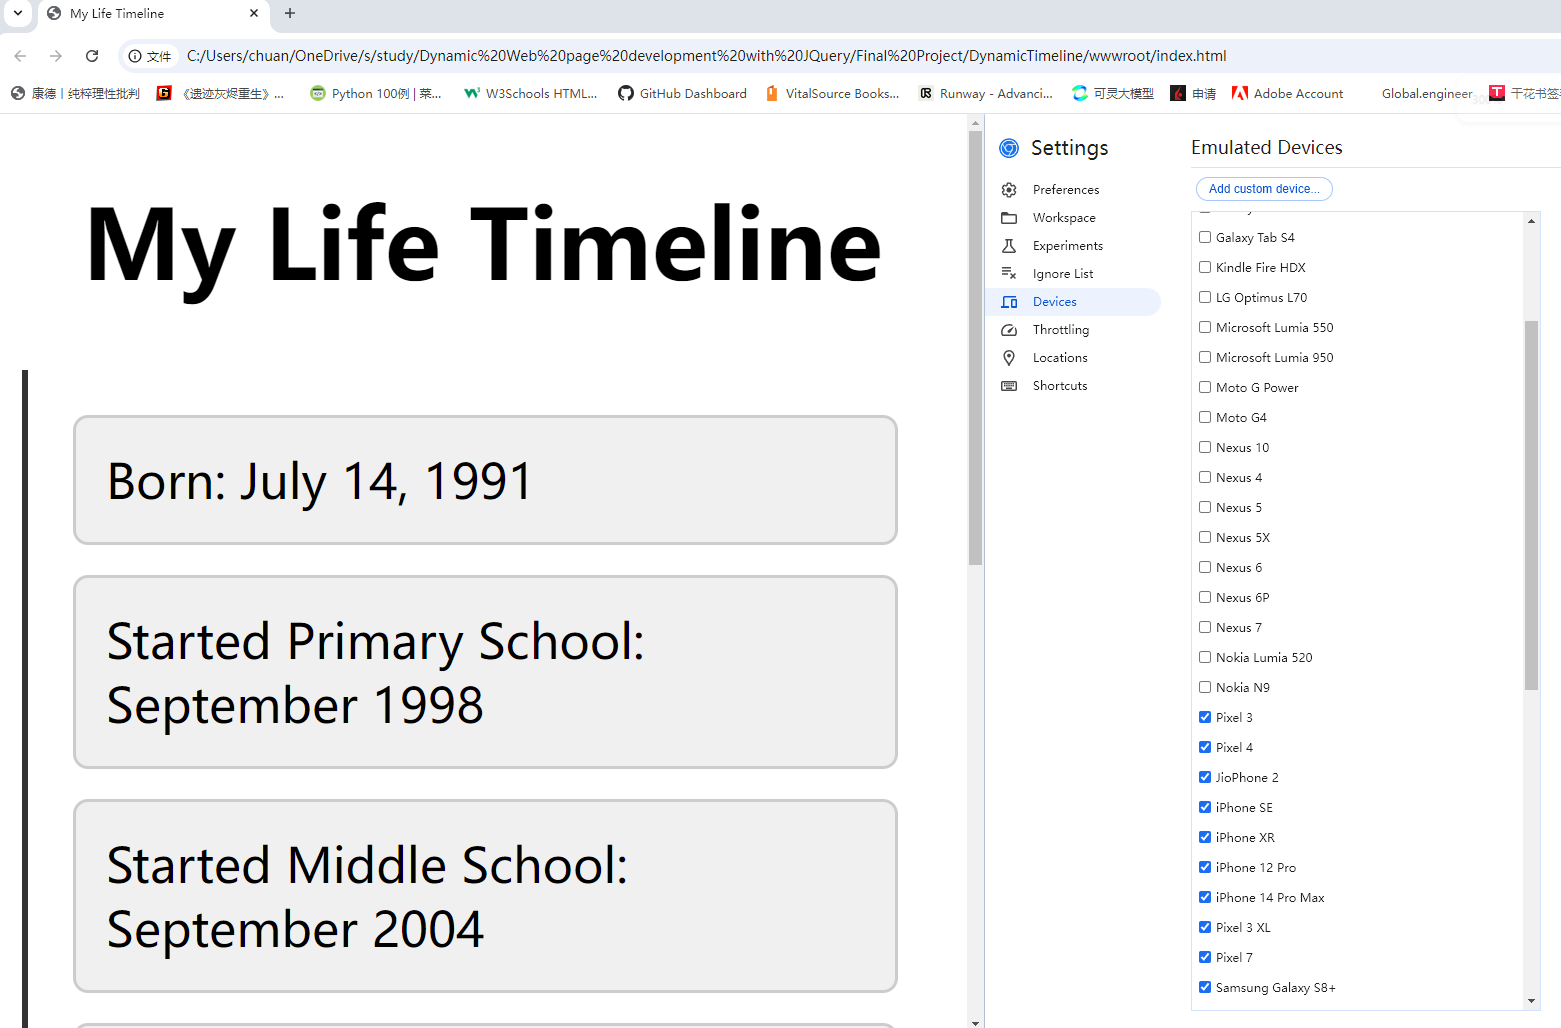 My Life Timeline
文件
C:/Users/chuan/OneDrive/s/study/Dynamic%20Web%20page%20development%20with%20JQuery/Final%20Project/DynamicTimeline/wwwroot/index.html
康德丨纯粹理性批判
《遗迹灰烬重生》...
Python 100例 | 菜...
W3Schools HTML...
GitHub Dashboard
VitalSource Books...
Runway - Advanci...
可灵大模型
申请
Adobe Account
Global.engineer
千花书签
My Life Timeline
Born: July 14, 1991
Started Primary School:
September 1998
Started Middle School:
September 2004
Settings
Preferences
Workspace
Experiments
Ignore List
Devices
Throttling
Locations
Shortcuts
Emulated Devices
Add custom device...
Galaxy Tab S4
Kindle Fire HDX
LG Optimus L70
Microsoft Lumia 550
Microsoft Lumia 950
Moto G Power
Moto G4
Nexus 10
Nexus 4
Nexus 5
Nexus 5X
Nexus 6
Nexus 6P
Nexus 7
Nokia Lumia 520
Nokia N9
Pixel 3
Pixel 4
JioPhone 2
iPhone SE
iPhone XR
iPhone 12 Pro
iPhone 14 Pro Max
Pixel 3 XL
Pixel 7
Samsung Galaxy S8+